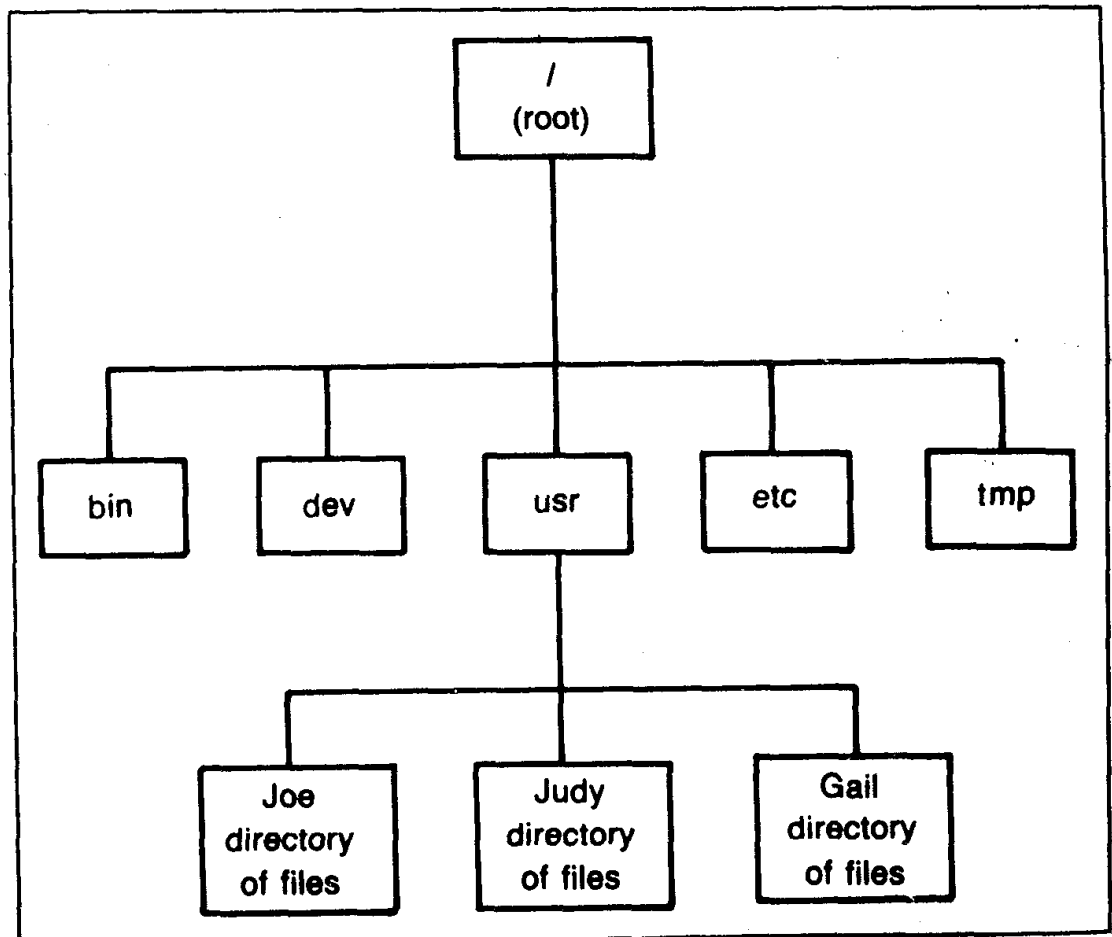 /
(root)
bin
dev
usr
etc
tmp
Joe
directory
of files
Judy
directory
of files
Gail
directory
of files